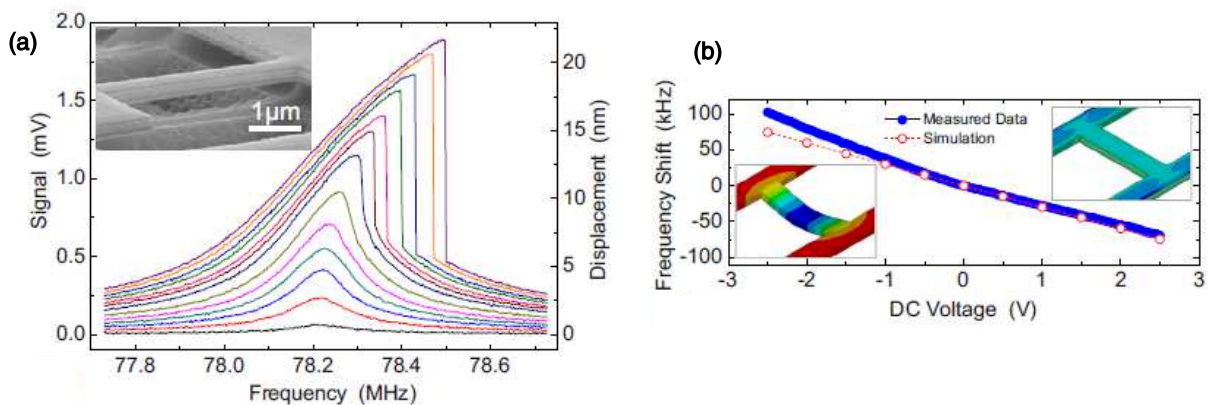 (a)
2.0
1.5
1.0
0.5
0.0
Signal (mV)
1μm
20
15
10
5
0
Displacement (nm)
77.8 78.0 78.2 78.4 78.6
Frequency (MHz)
(b)
Frequency Shift (kHz)
100
50
0
-50
-100
Measured Data
Simulation
-3 -2 -1 0 1 2 3
DC Voltage (V)